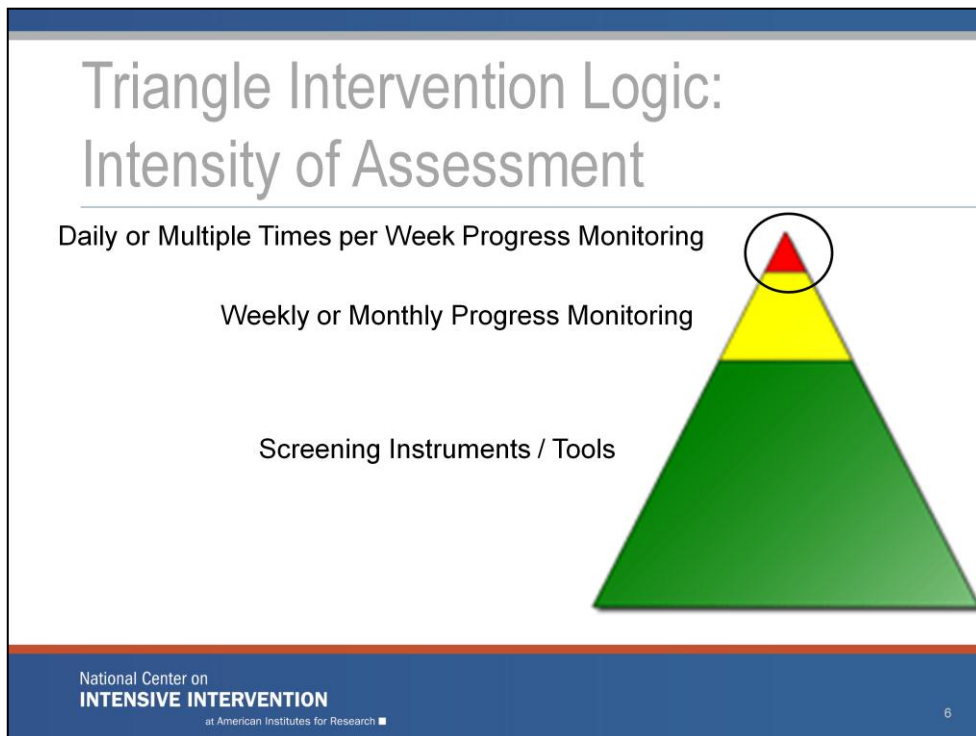 Triangle Intervention Logic:
Intensity of Assessment
Daily or Multiple Times per Week Progress Monitoring
Weekly or Monthly Progress Monitoring
Screening Instruments / Tools
National Center on
INTENSIVE INTERVENTION
at American Institutes for Research
6